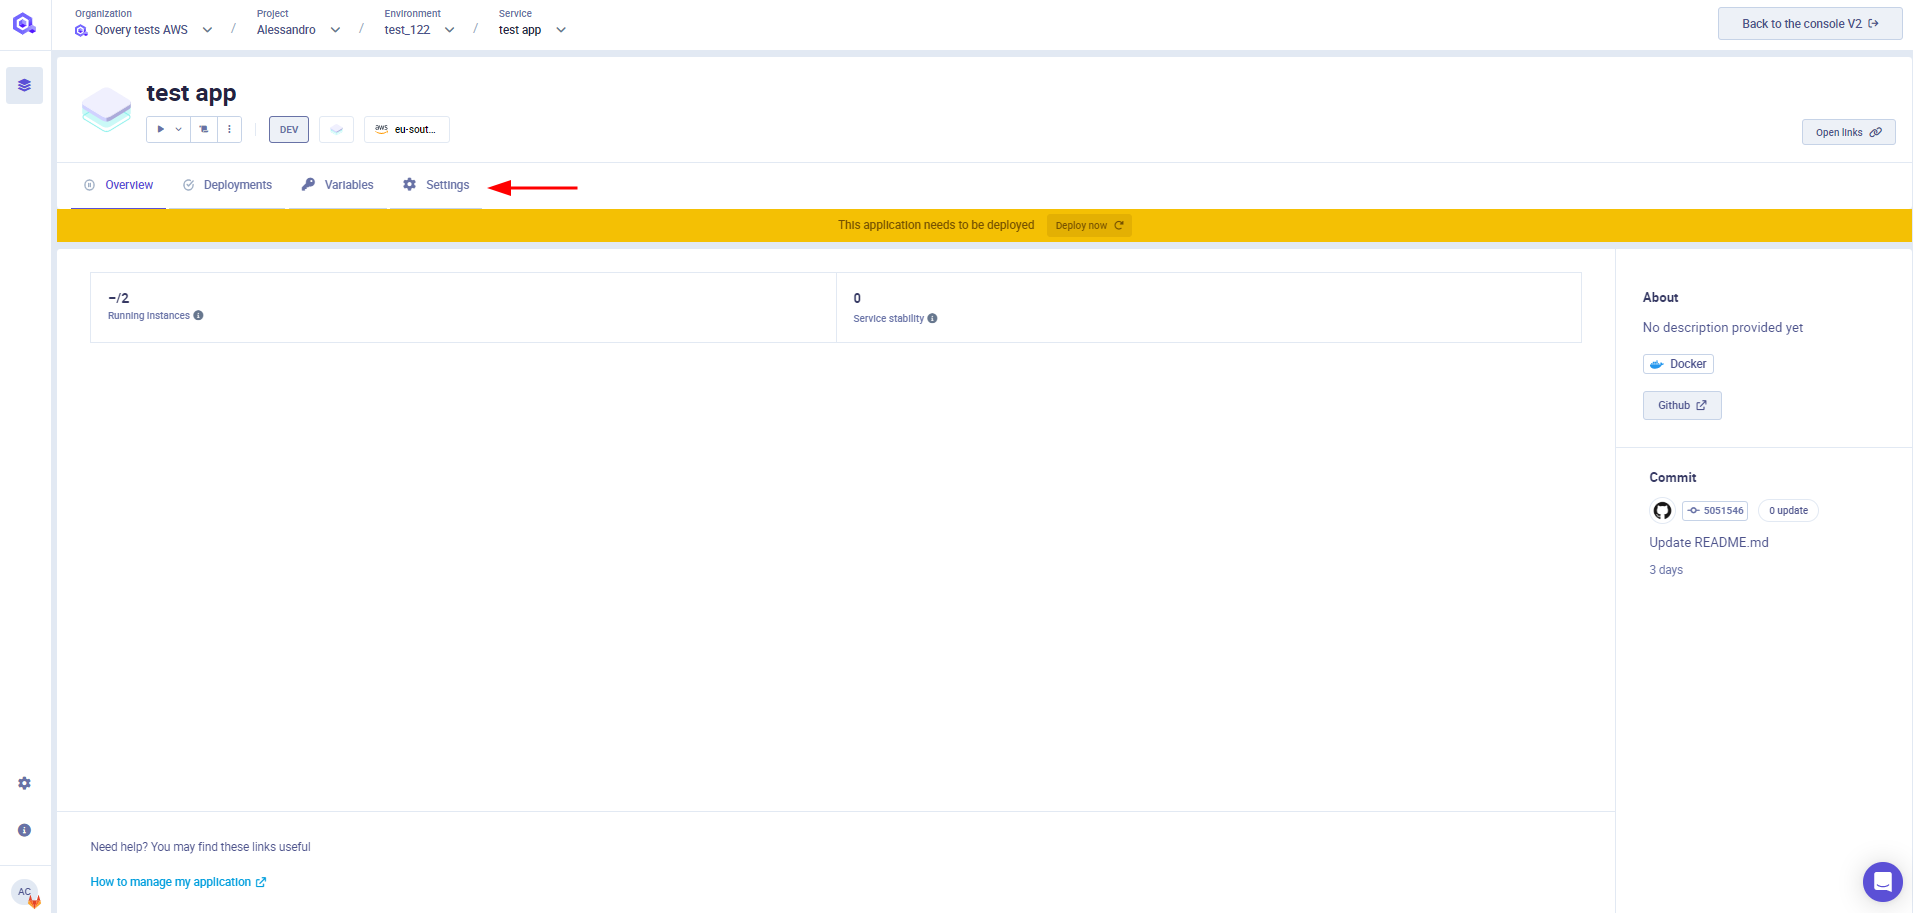 Organization
Qovery tests AWS
/
Project
Alessandro
/
Environment
test_122
/
Service
test app
Back to the console V2
test app
DEV
aws eu-sout...
Open links
Overview
Deployments
Variables
Settings
This application needs to be deployed
Deploy now
–/2
Running instances
0
Service stability
About
No description provided yet
Docker
Github
Commit
5051546
0 update
Update README.md
3 days
Need help? You may find these links useful
How to manage my application
AC